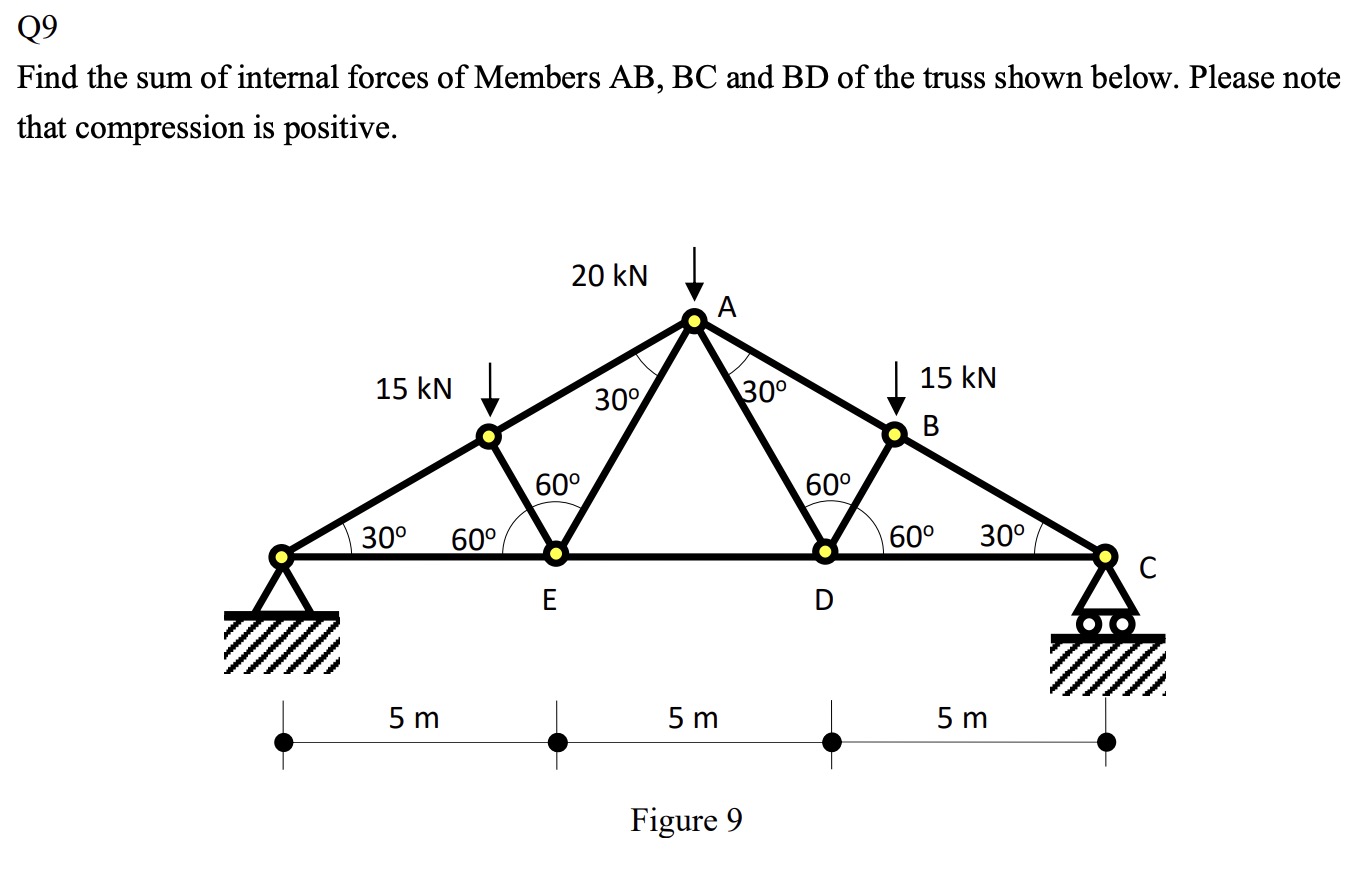 Q9
Find the sum of internal forces of Members AB, BC and BD of the truss shown below. Please note
that compression is positive.
20 kN
A
15 kN
15 kN
30º
30º
B
60º
60º
30º
60º
60º
30º
C
E
D
5 m
5 m
5 m
Figure 9